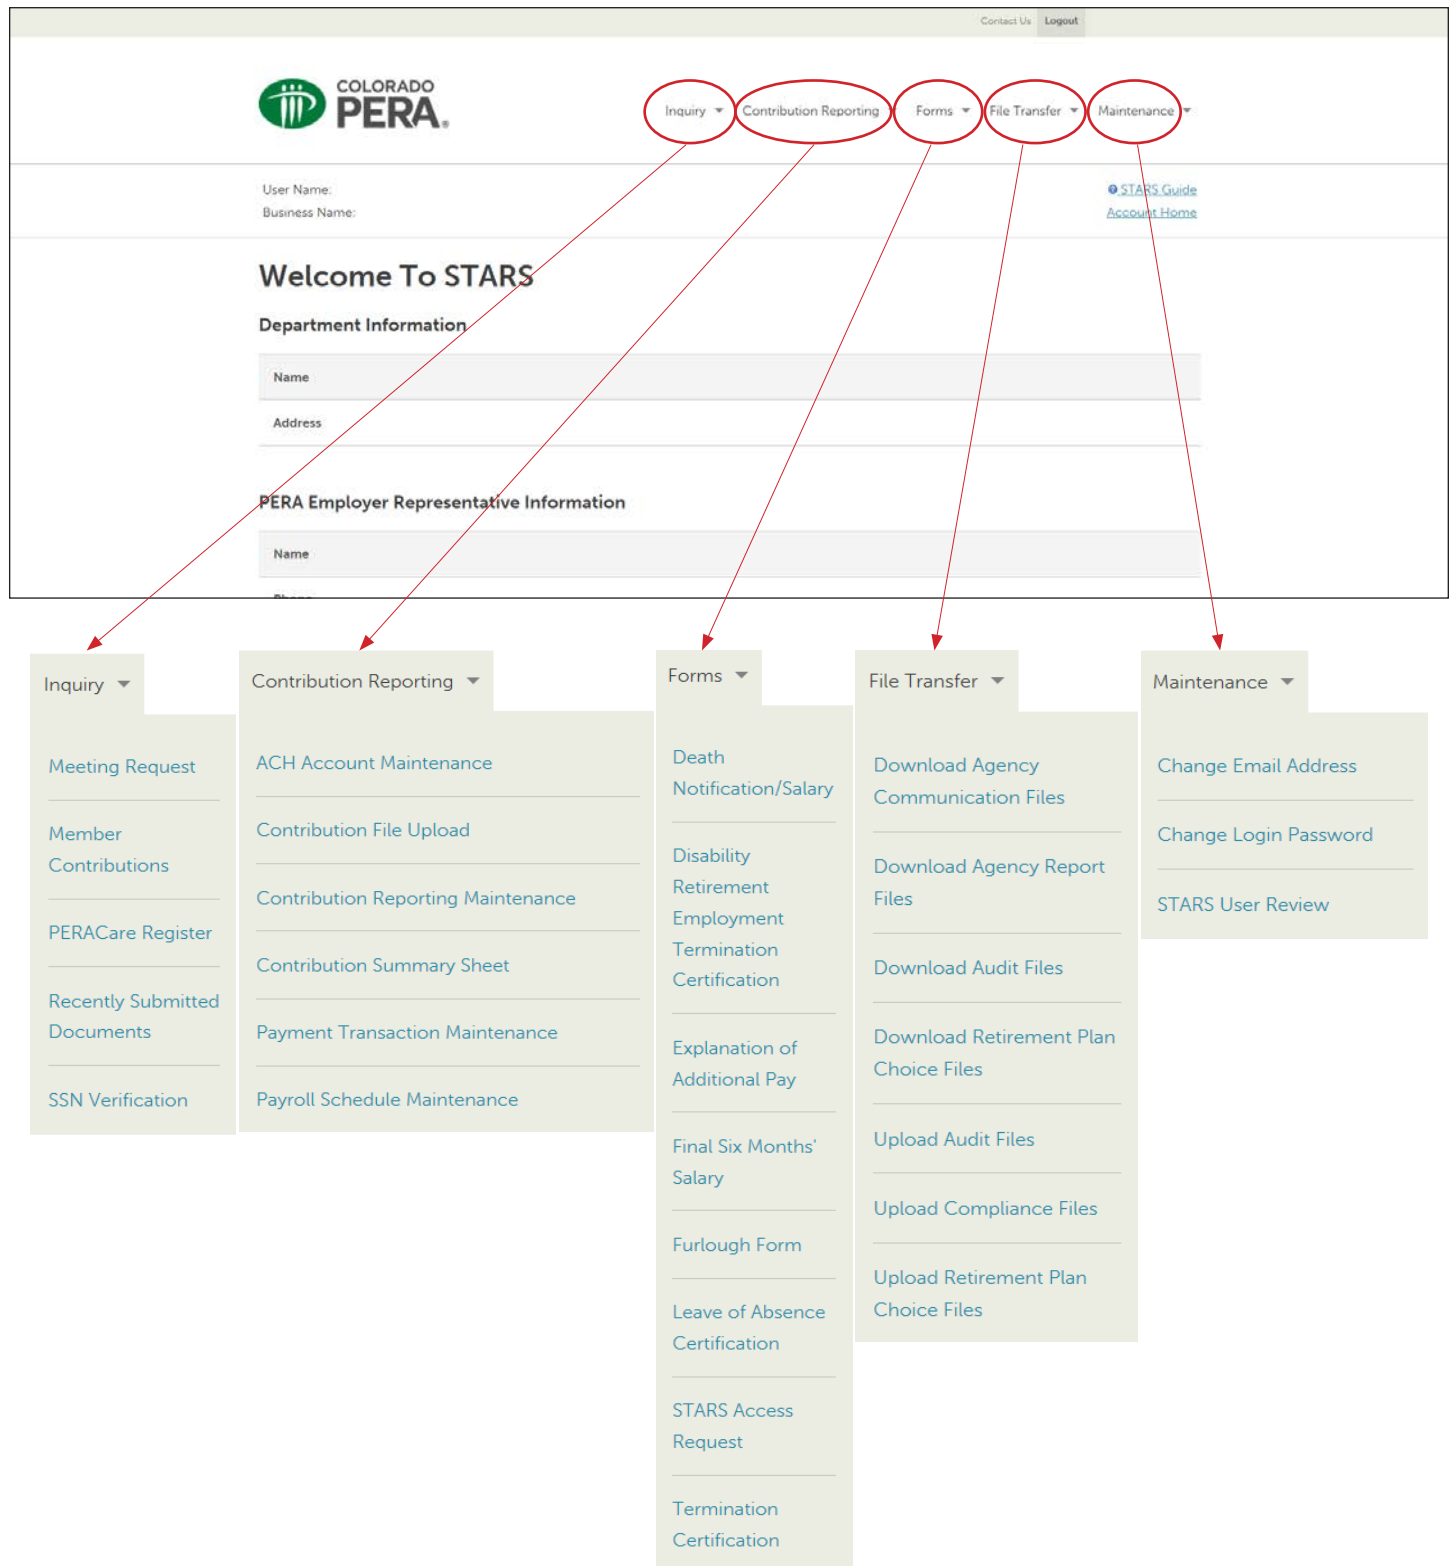 Contact Us Logout
COLORADO
PERA®
Inquiry Contribution Reporting Forms File Transfer Maintenance
User Name:
STARS Guide
Business Name:
Account Home
Welcome To STARS
Department Information
Name
Address
PERA Employer Representative Information
Name
Phone
Inquiry
Meeting Request
Member
Contributions
PERACare Register
Recently Submitted
Documents
SSN Verification
Contribution Reporting
ACH Account Maintenance
Contribution File Upload
Contribution Reporting Maintenance
Contribution Summary Sheet
Payment Transaction Maintenance
Payroll Schedule Maintenance
Forms
Death
Notification/Salary
Disability
Retirement
Employment
Termination
Certification
Explanation of
Additional Pay
Final Six Months'
Salary
Furlough Form
Leave of Absence
Certification
STARS Access
Request
Termination
Certification
File Transfer
Download Agency
Communication Files
Download Agency Report
Files
Download Audit Files
Download Retirement Plan
Choice Files
Upload Audit Files
Upload Compliance Files
Upload Retirement Plan
Choice Files
Maintenance
Change Email Address
Change Login Password
STARS User Review